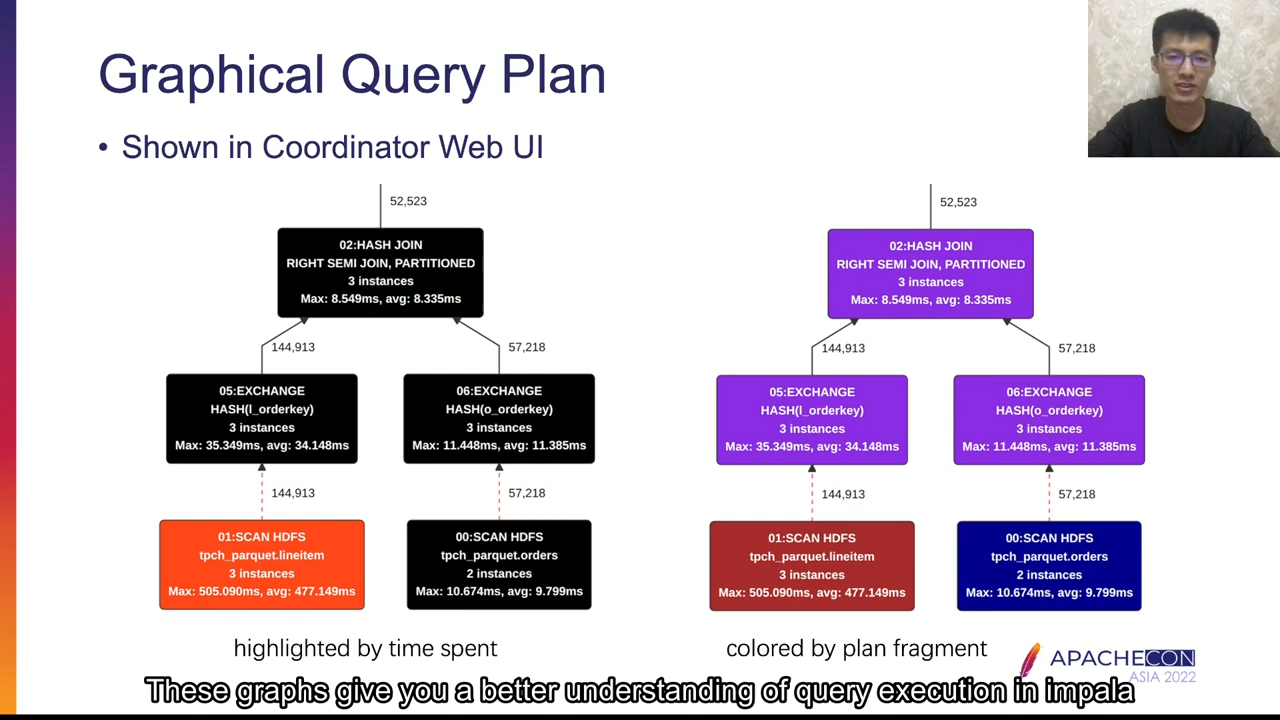 Graphical Query Plan
• Shown in Coordinator Web UI
52,523
02:HASH JOIN
RIGHT SEMI JOIN, PARTITIONED
3 instances
Max: 8.549ms, avg: 8.335ms
144,913
57,218
05:EXCHANGE
HASH(l_orderkey)
3 instances
Max: 35.349ms, avg: 34.148ms
06:EXCHANGE
HASH(o_orderkey)
3 instances
Max: 11.448ms, avg: 11.385ms
144,913
57,218
01:SCAN HDFS
tpch_parquet.lineitem
3 instances
Max: 505.090ms, avg: 477.149ms
00:SCAN HDFS
tpch_parquet.orders
2 instances
Max: 10.674ms, avg: 9.799ms
highlighted by time spent
52,523
02:HASH JOIN
RIGHT SEMI JOIN, PARTITIONED
3 instances
Max: 8.549ms, avg: 8.335ms
144,913
57,218
05:EXCHANGE
HASH(l_orderkey)
3 instances
Max: 35.349ms, avg: 34.148ms
06:EXCHANGE
HASH(o_orderkey)
3 instances
Max: 11.448ms, avg: 11.385ms
144,913
57,218
01:SCAN HDFS
tpch_parquet.lineitem
3 instances
Max: 505.090ms, avg: 477.149ms
00:SCAN HDFS
tpch_parquet.orders
2 instances
Max: 10.674ms, avg: 9.799ms
colored by plan fragment
APACHECON
ASIA 2022
These graphs give you a better understanding of query execution in impala